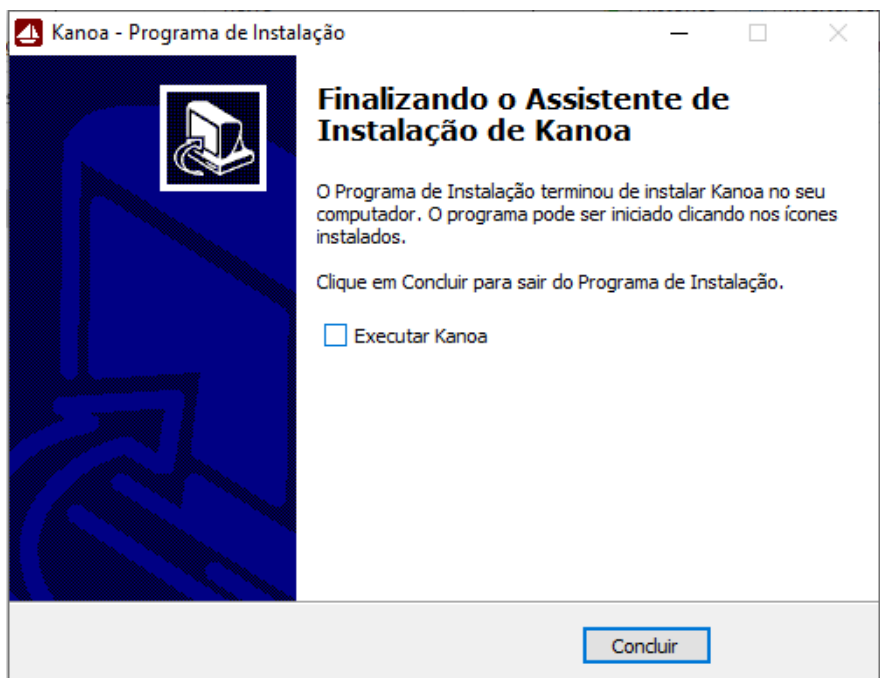 Kanoa - Programa de Instalação
Finalizando o Assistente de
Instalação de Kanoa
O Programa de Instalação terminou de instalar Kanoa no seu
computador. O programa pode ser iniciado clicando nos ícones
instalados.
Clique em Concluir para sair do Programa de Instalação.
Executar Kanoa
Concluir